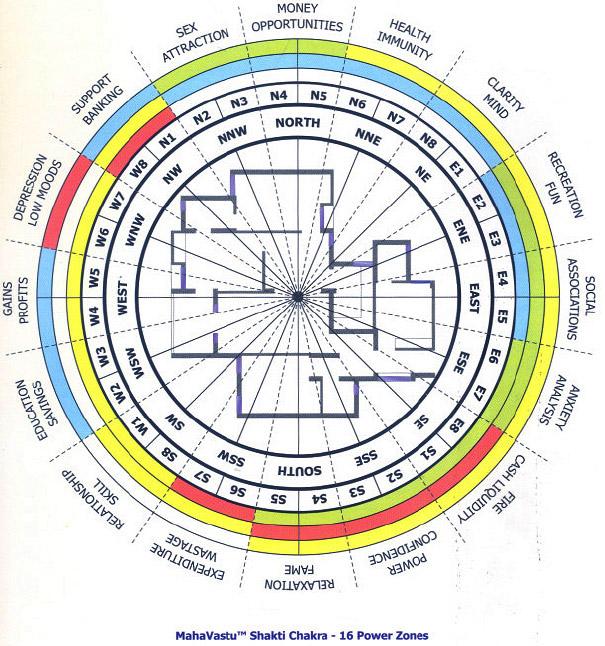 MONEY
OPPORTUNITIES
HEALTH
IMMUNITY
CLARITY
MIND
RECREATION
FUN
SOCIAL
ASSOCIATIONS
ANXIETY
ANALYSIS
FIRE
CASH LIQUIDITY
POWER
CONFIDENCE
RELAXATION
FAME
EXPENDITURE
WASTAGE
RELATIONSHIP
SKILL
EDUCATION
SAVINGS
GAINS
PROFITS
DEPRESSION
LOW MOODS
SUPPORT
BANKING
SEX
ATTRACTION
N1 N2 N3 N4 N5 N6 N7 N8
E1 E2 E3 E4 E5 E6 E7 E8
S1 S2 S3 S4 S5 S6 S7 S8
W1 W2 W3 W4 W5 W6 W7 W8
NORTH
NNE
NE
ENE
EAST
ESE
SE
SSE
SOUTH
SSW
SW
WSW
WEST
WNW
NW
NNW
MahaVastu™ Shakti Chakra - 16 Power Zones